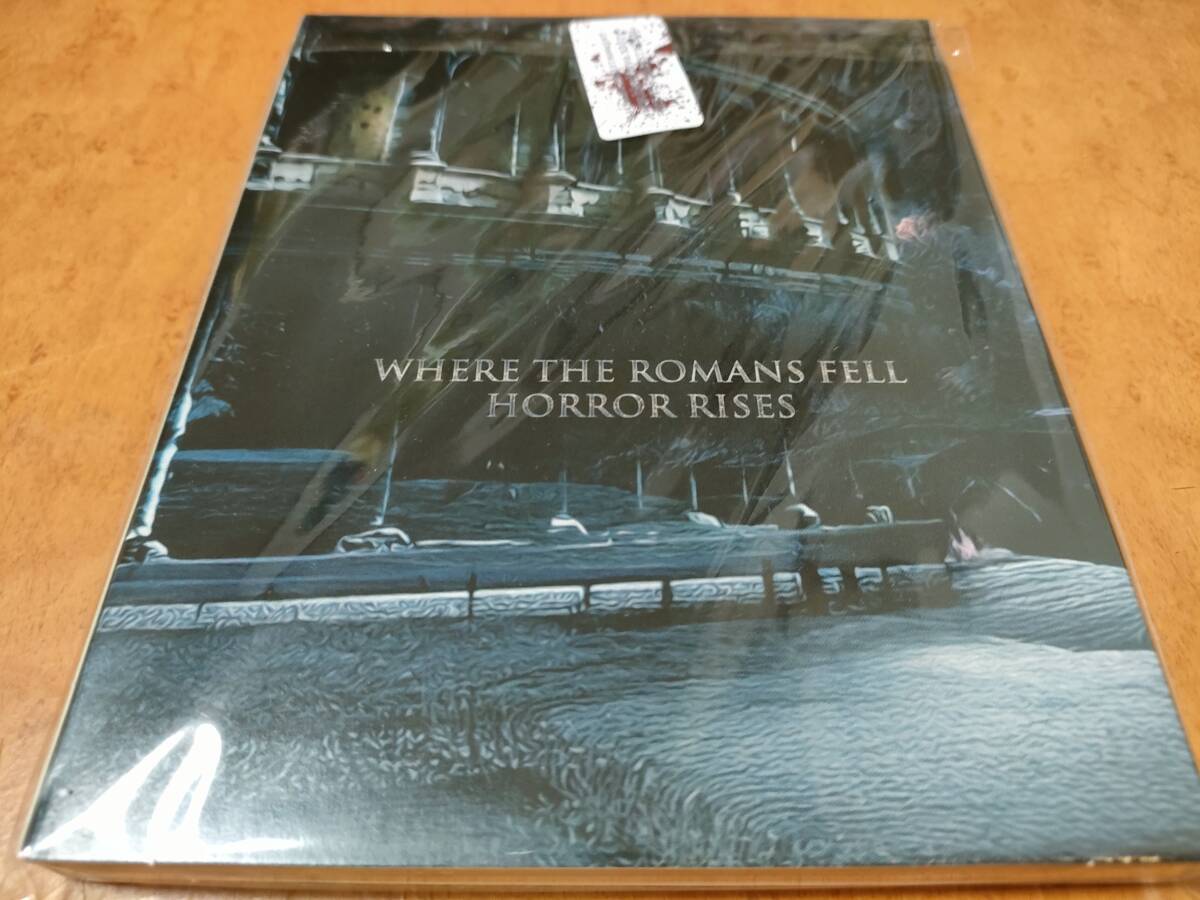 WHERE THE ROMANS FELL
HORROR RISES